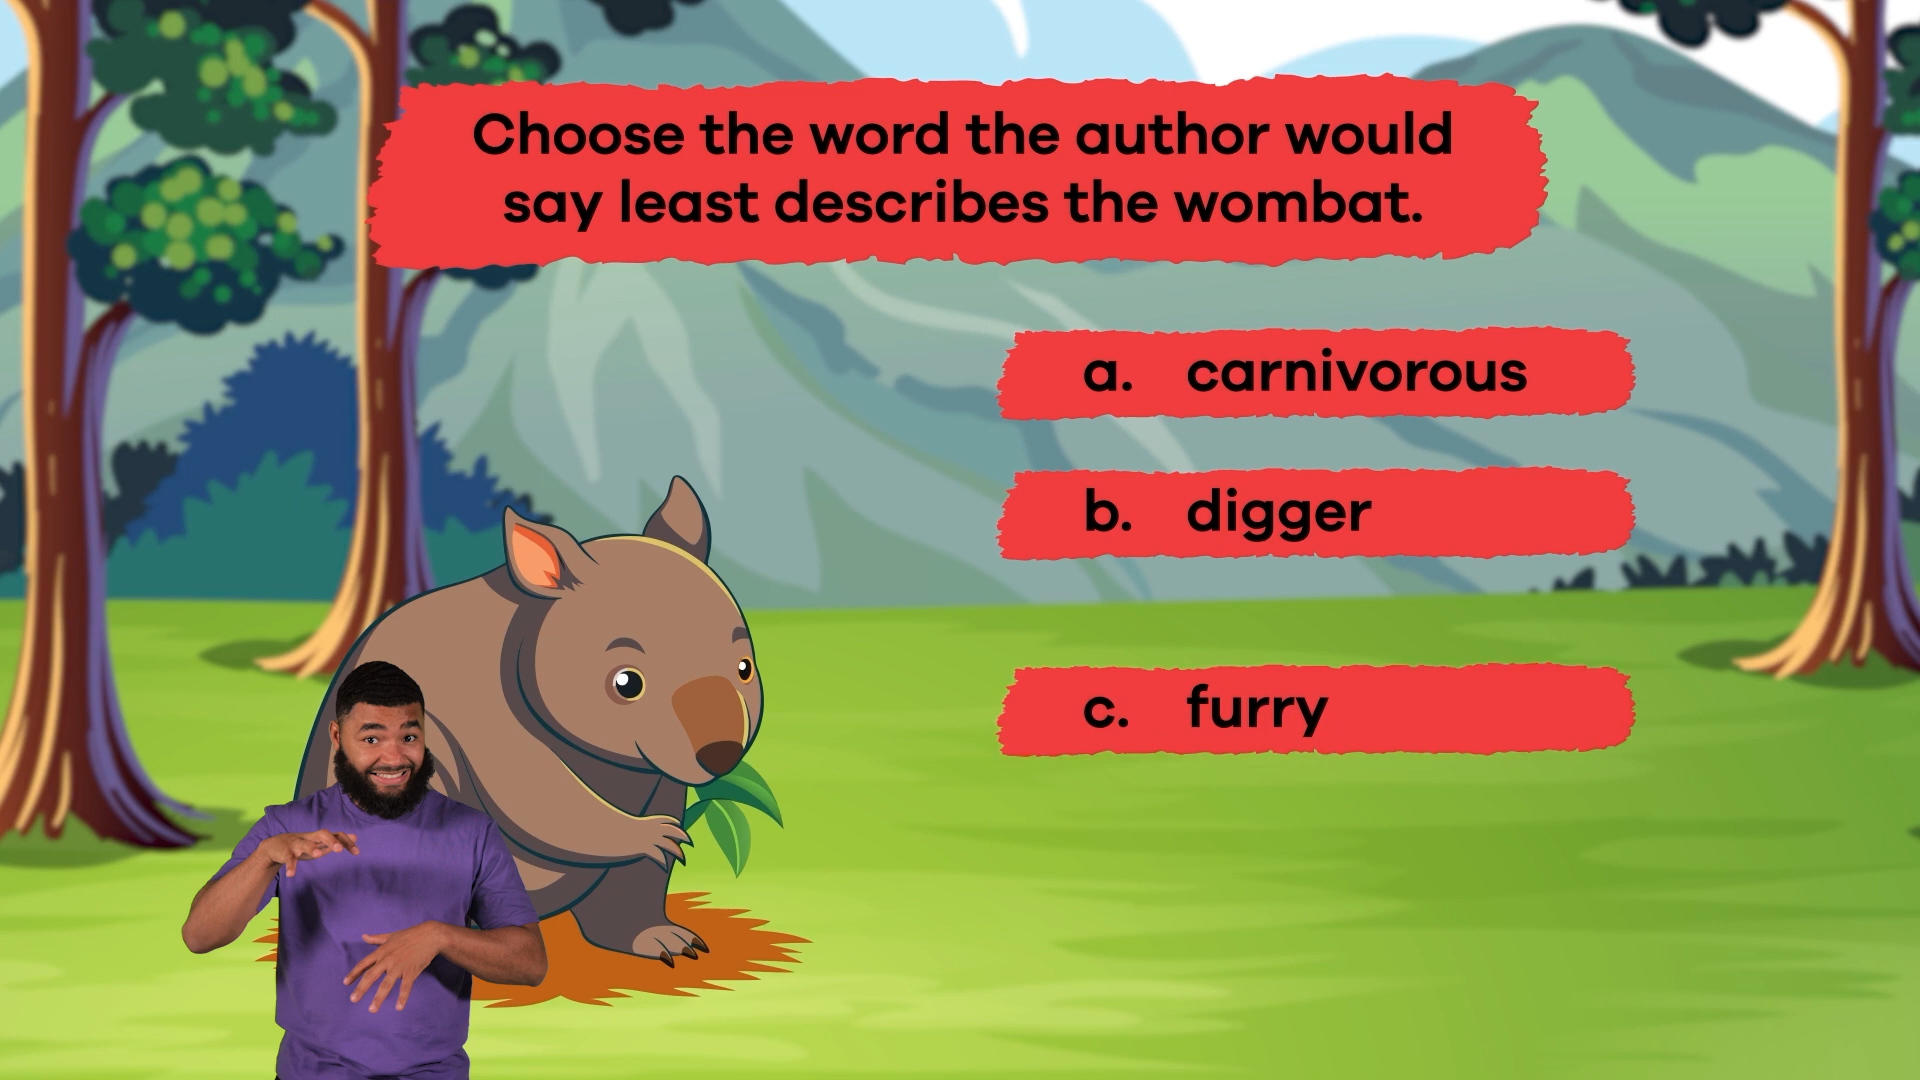 Choose the word the author would
say least describes the wombat.
a. carnivorous
b. digger
c. furry